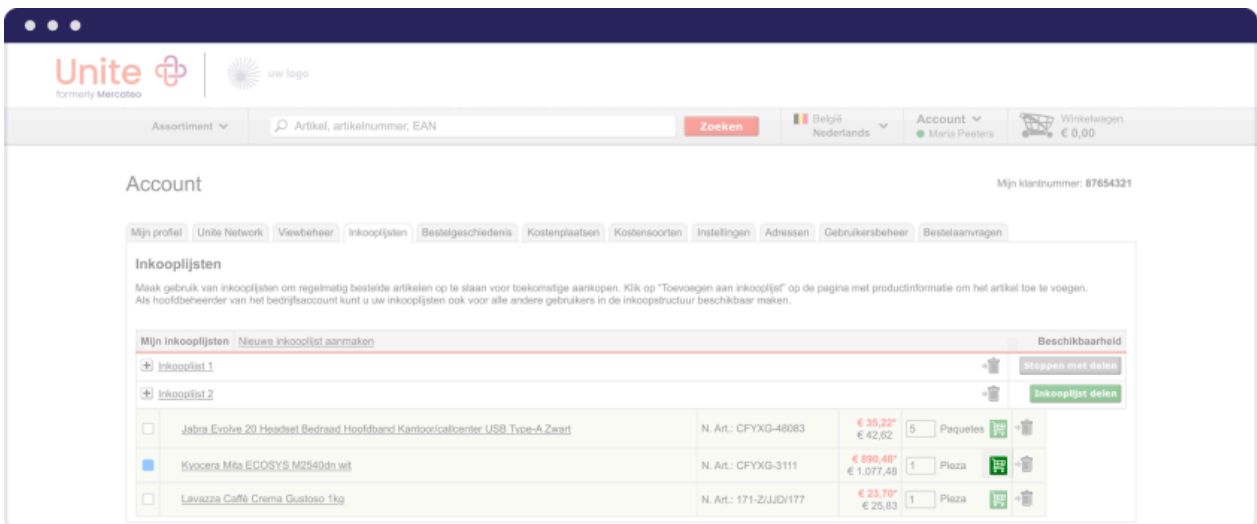 Unite
formerly Mercateo
uw logo
Assortiment
Artikel, artikelnummer, EAN
Zoeken
België
Nederlands
Account
Maria Peeters
Winkelwagen
€ 0,00
Account
Mijn klantnummer: 87654321
Mijn profiel Unite Network Viewbeheer Inkooplijsten Bestelgeschiedenis Kostenplaatsen Kostensoorten Instellingen Adressen Gebruikersbeheer Bestelaanvragen
Inkooplijsten
Maak gebruik van inkooplijsten om regelmatig bestelde artikelen op te slaan voor toekomstige aankopen. Klik op "Toevoegen aan inkooplijst" op de pagina met productinformatie om het artikel toe te voegen.
Als hoofdbeheerder van het bedrijfsaccount kunt u uw inkooplijsten ook voor alle andere gebruikers in de inkoopstructuur beschikbaar maken.
Mijn inkooplijsten Nieuwe inkooplijst aanmaken Beschikbaarheid
Inkooplijst 1 Stoppen met delen
Inkooplijst 2 Inkooplijst delen
Jabra Evolve 20 Headset Bedraad Hoofdband Kantoor/callcenter USB Type-A Zwart N. Art.: CFYXG-48083 € 35,22* 5 Paquetes
€ 42,62
Kyocera Mita ECOSYS M2540dn wit N. Art.: CFYXG-3111 € 890,48* 1 Pieza
€ 1.077,48
Lavazza Caffè Crema Gustoso 1kg N. Art.: 171-Z/JJD/177 € 23,70* 1 Pieza
€ 25,83